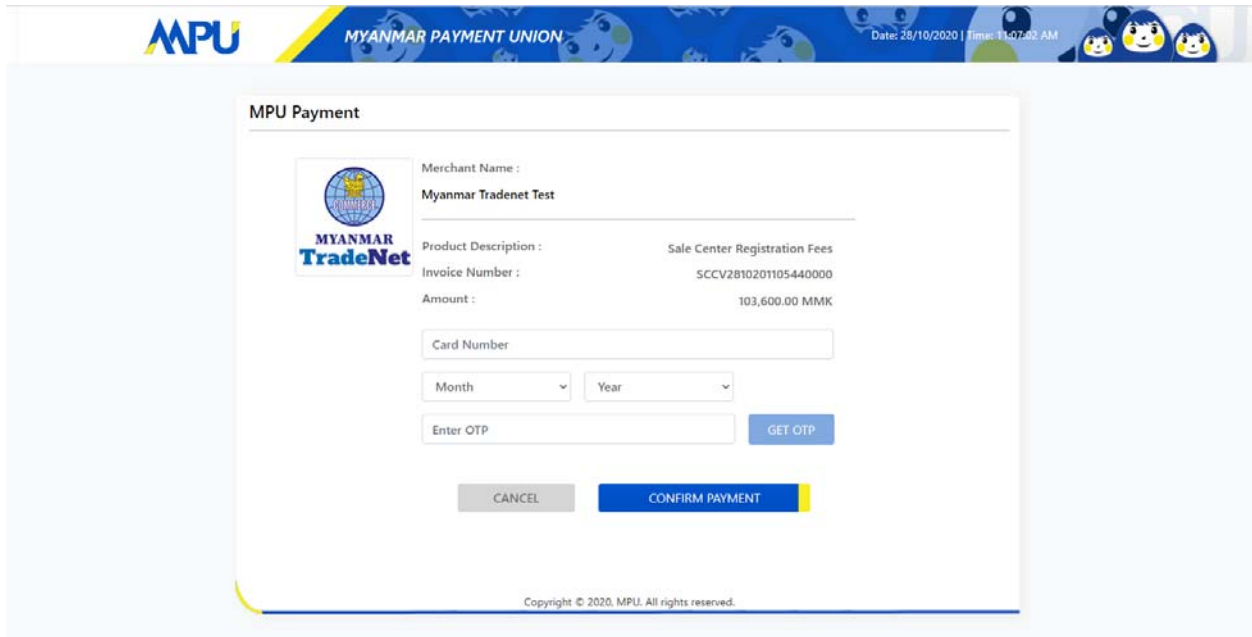 MPU
MYANMAR PAYMENT UNION
Date: 28/10/2020 | Time: 11:07:02 AM
MPU Payment
COMMERCE
MYANMAR
TradeNet
Merchant Name :
Myanmar Tradenet Test
Product Description : Sale Center Registration Fees
Invoice Number : SCCV2810201105440000
Amount : 103,600.00 MMK
Card Number
Month Year
Enter OTP GET OTP
CANCEL CONFIRM PAYMENT
Copyright © 2020, MPU. All rights reserved.